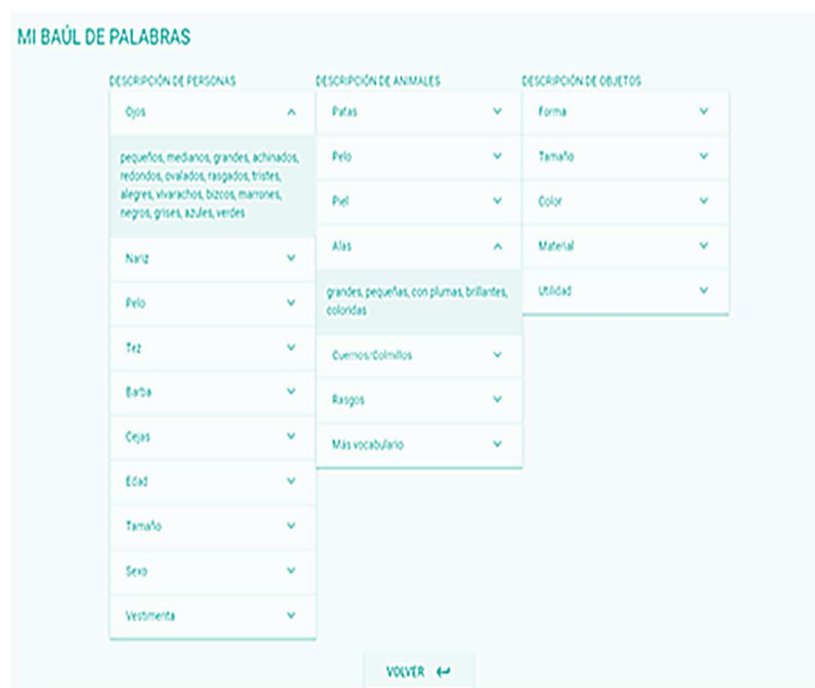 MI BAÚL DE PALABRAS
DESCRIPCIÓN DE PERSONAS
Ojos
pequeños, medianos, grandes, achinados,
redondos, ovalados, rasgados, tristes,
alegres, vivarachos, bizcos, marrones,
negros, grises, azules, verdes
Nariz
Pelo
Tez
Barba
Cejas
Edad
Tamaño
Sexo
Vestimenta
DESCRIPCIÓN DE ANIMALES
Patas
Pelo
Piel
Alas
grandes, pequeñas, con plumas, brillantes,
coloridas
Cuernos/Colmillos
Rasgos
Más vocabulario
DESCRIPCIÓN DE OBJETOS
Forma
Tamaño
Color
Material
Utilidad
VOLVER